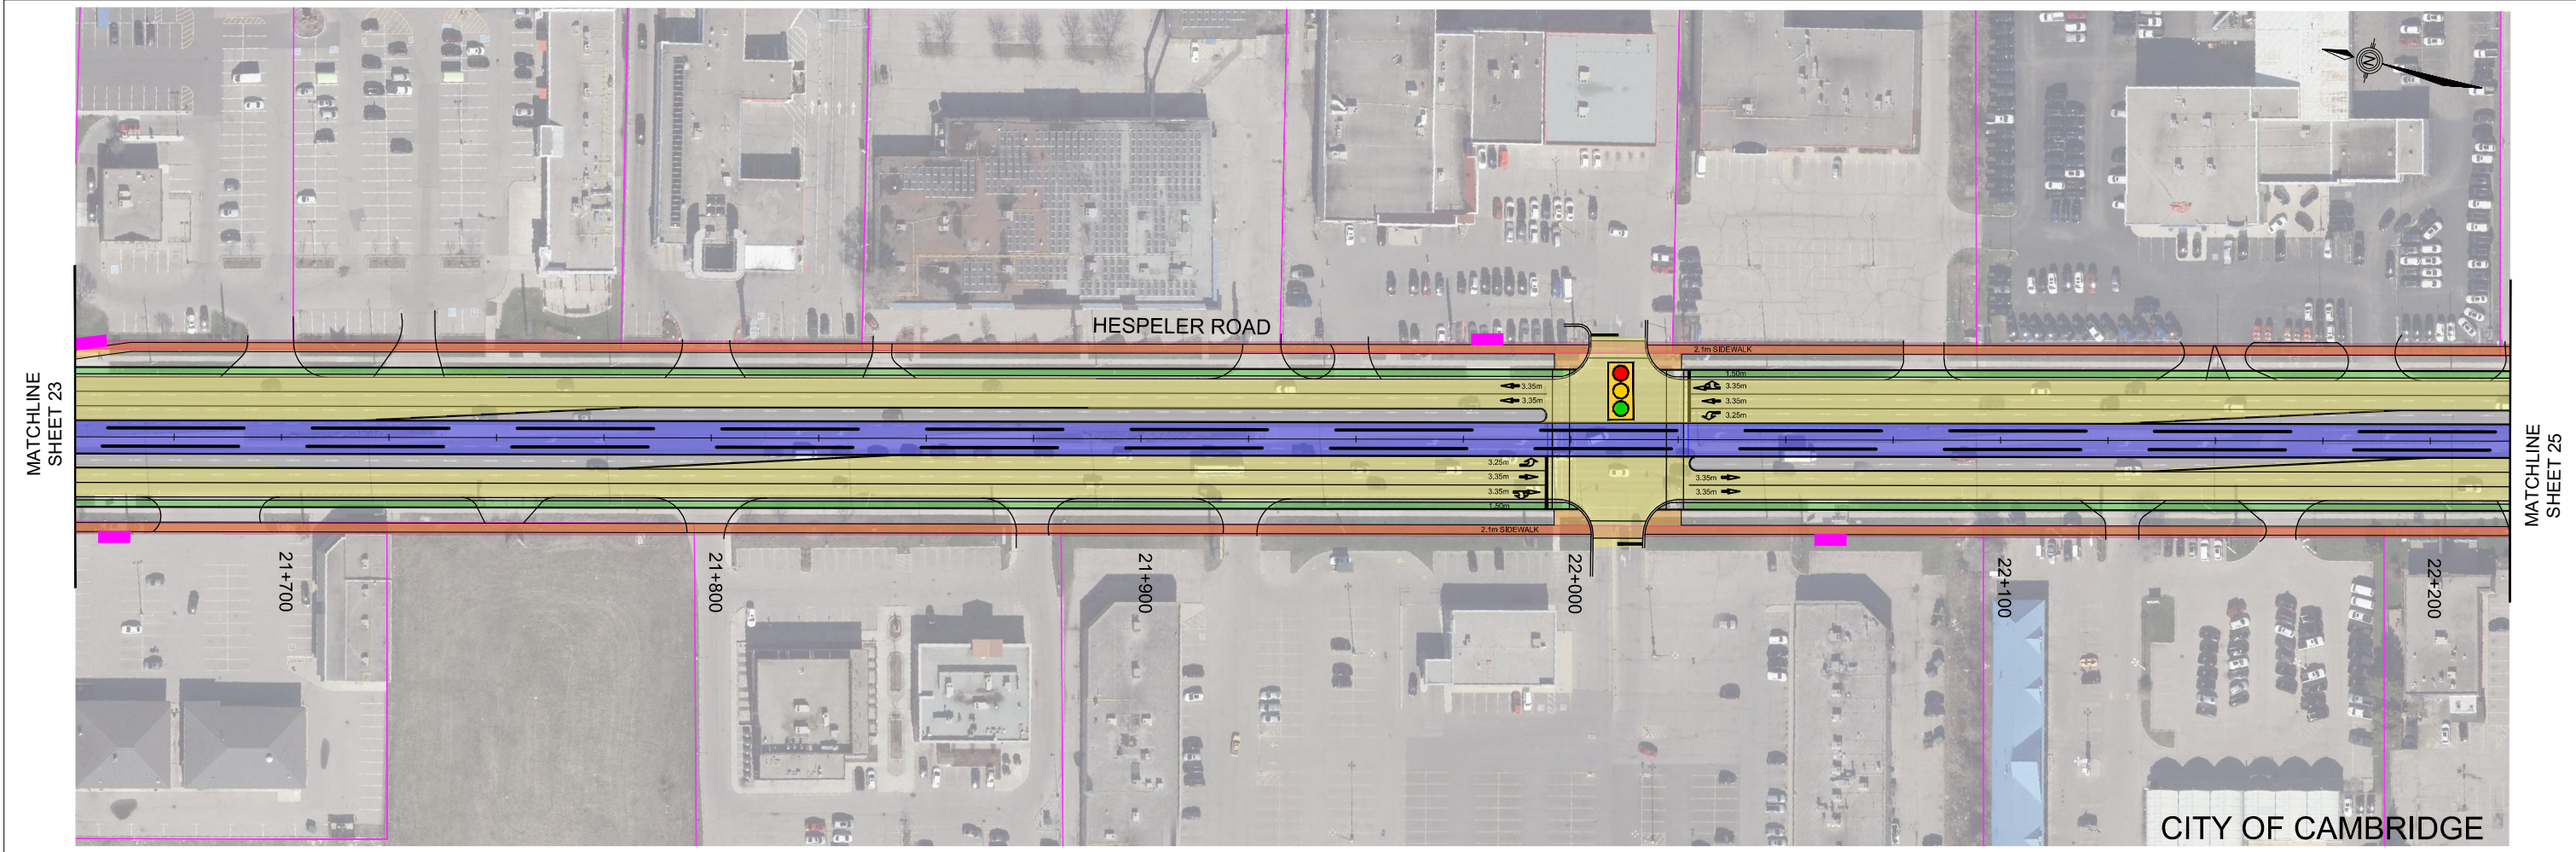 N
HESPELER ROAD
2.1m SIDEWALK
MATCHLINE
SHEET 23
1.50m
3.35m
3.35m
3.35m
3.35m
3.25m
3.25m
3.35m
3.35m
3.35m
3.35m
1.50m
2.1m SIDEWALK
MATCHLINE
SHEET 25
21+700
21+800
21+900
22+000
22+100
22+200
CITY OF CAMBRIDGE